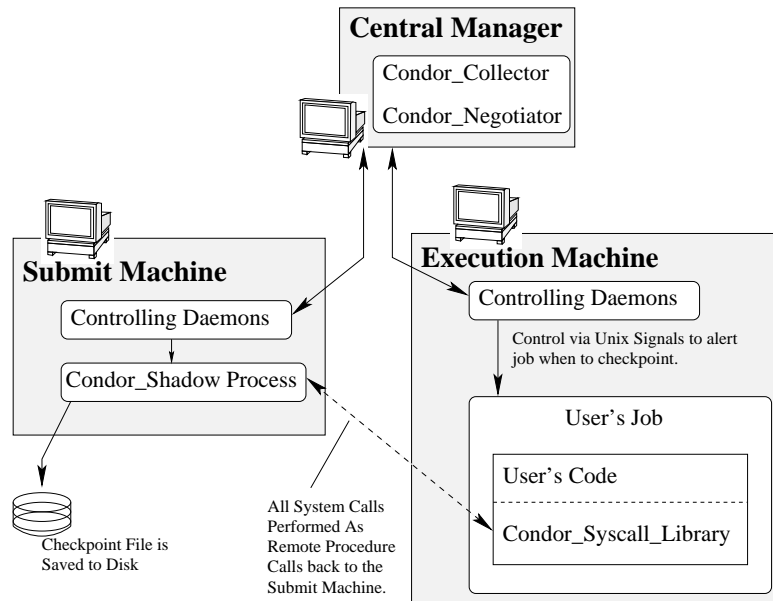 Central Manager
Condor_Collector
Condor_Negotiator
Submit Machine
Controlling Daemons
Condor_Shadow Process
Checkpoint File is
Saved to Disk
All System Calls
Performed As
Remote Procedure
Calls back to the
Submit Machine.
Execution Machine
Controlling Daemons
Control via Unix Signals to alert
job when to checkpoint.
User's Job
User's Code
Condor_Syscall_Library